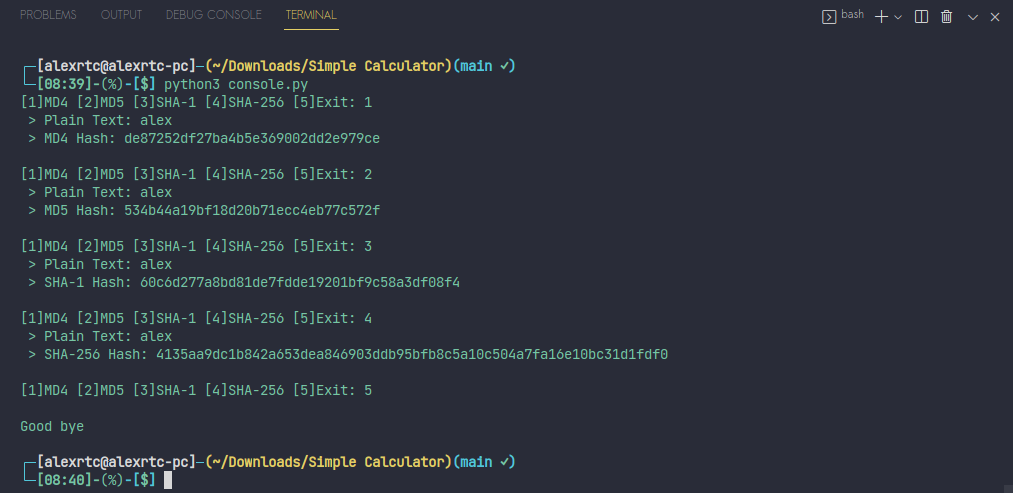 PROBLEMS OUTPUT DEBUG CONSOLE TERMINAL bash
[alexrtc@alexrtc-pc]-(~/Downloads/Simple Calculator)(main ✓)
[08:39]-(%)-[$] python3 console.py
[1]MD4 [2]MD5 [3]SHA-1 [4]SHA-256 [5]Exit: 1
> Plain Text: alex
> MD4 Hash: de87252df27ba4b5e369002dd2e979ce
[1]MD4 [2]MD5 [3]SHA-1 [4]SHA-256 [5]Exit: 2
> Plain Text: alex
> MD5 Hash: 534b44a19bf18d20b71ecc4eb77c572f
[1]MD4 [2]MD5 [3]SHA-1 [4]SHA-256 [5]Exit: 3
> Plain Text: alex
> SHA-1 Hash: 60c6d277a8bd81de7fdde19201bf9c58a3df08f4
[1]MD4 [2]MD5 [3]SHA-1 [4]SHA-256 [5]Exit: 4
> Plain Text: alex
> SHA-256 Hash: 4135aa9dc1b842a653dea846903ddb95bfb8c5a10c504a7fa16e10bc31d1fdf0
[1]MD4 [2]MD5 [3]SHA-1 [4]SHA-256 [5]Exit: 5
Good bye
[alexrtc@alexrtc-pc]-(~/Downloads/Simple Calculator)(main ✓)
[08:40]-(%)-[$]